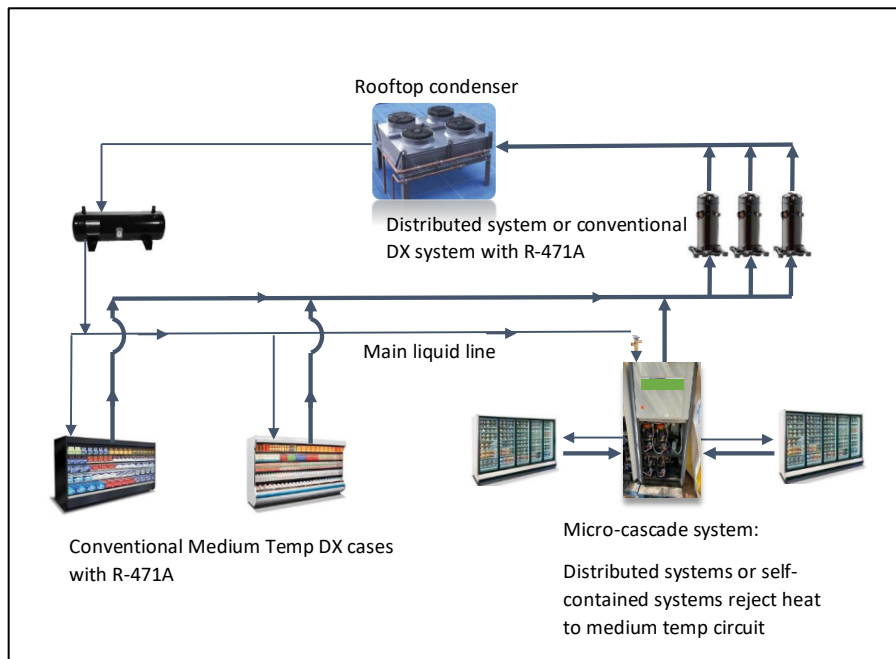 Rooftop condenser
Distributed system or conventional
DX system with R-471A
Main liquid line
Conventional Medium Temp DX cases
with R-471A
Micro-cascade system:
Distributed systems or self-
contained systems reject heat
to medium temp circuit